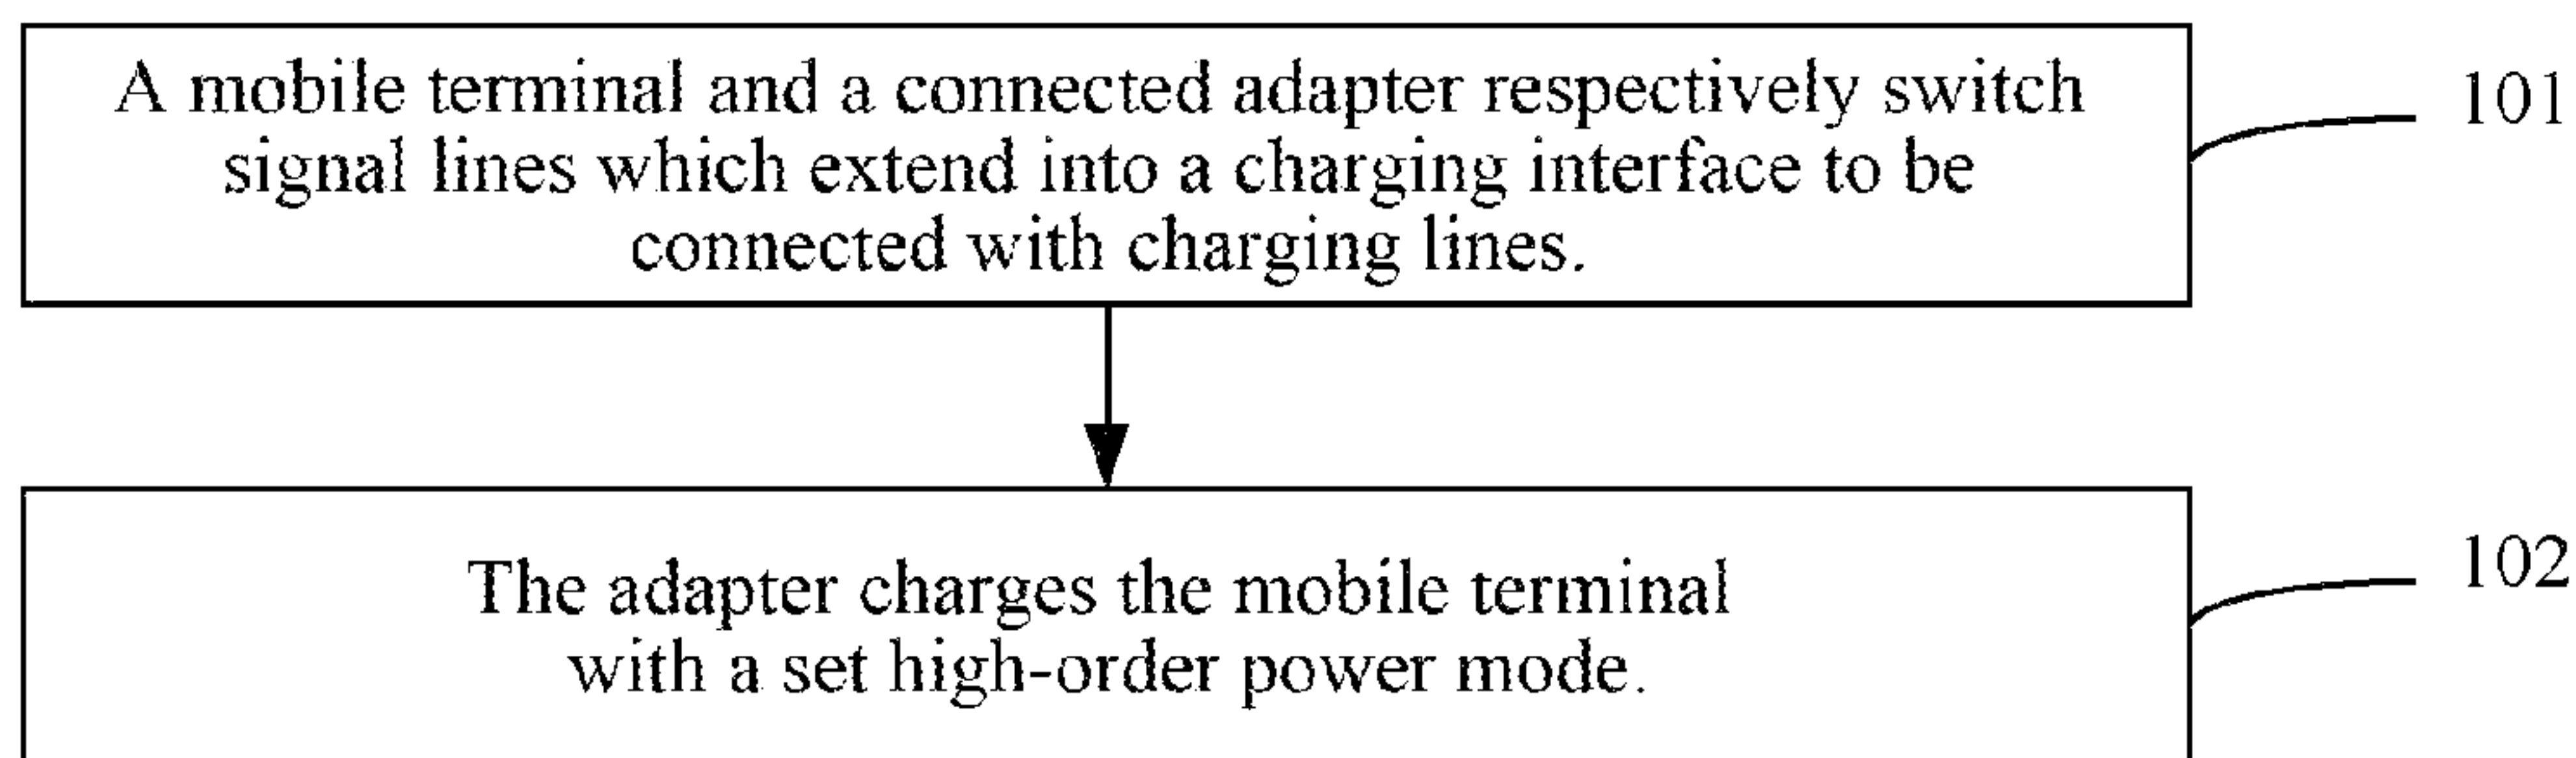 A mobile terminal and a connected adapter respectively switch
signal lines which extend into a charging interface to be
connected with charging lines.
101
The adapter charges the mobile terminal
with a set high-order power mode.
102